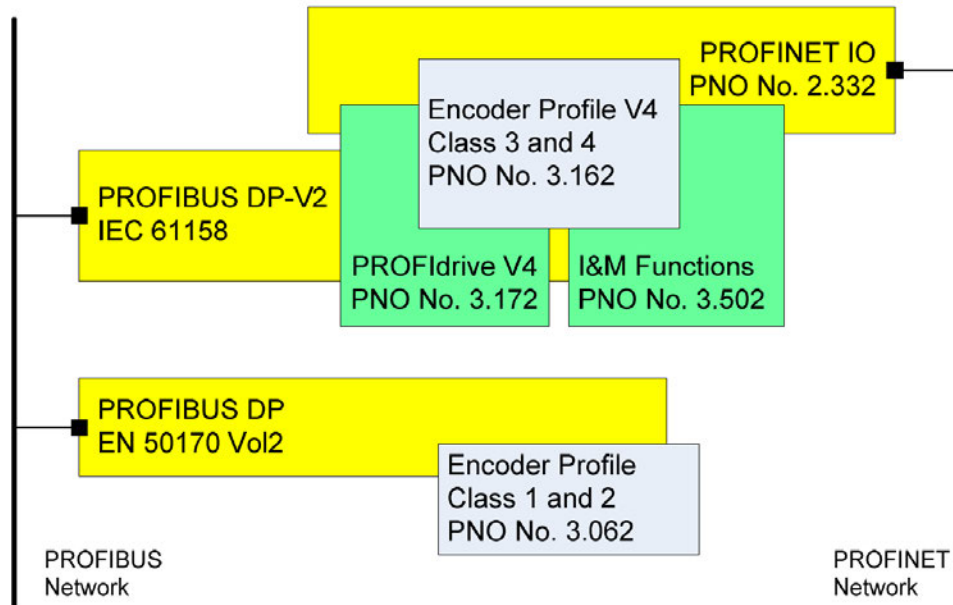 PROFINET IO
PNO No. 2.332
Encoder Profile V4
Class 3 and 4
PNO No. 3.162
PROFIBUS DP-V2
IEC 61158
PROFIdrive V4
PNO No. 3.172
I&M Functions
PNO No. 3.502
PROFIBUS DP
EN 50170 Vol2
Encoder Profile
Class 1 and 2
PNO No. 3.062
PROFIBUS
Network
PROFINET
Network